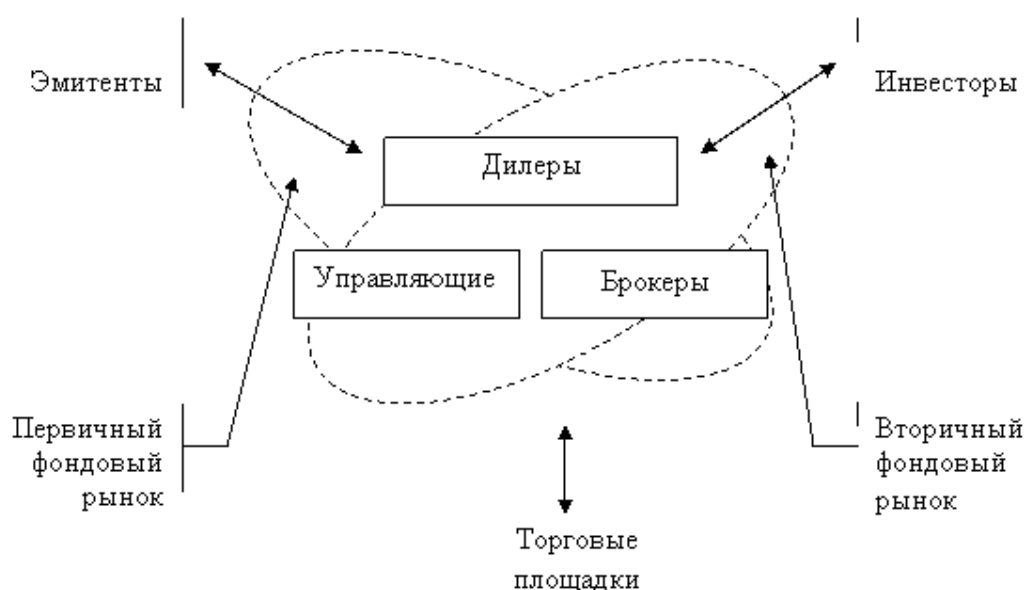 Эмитенты
Инвесторы
Дилеры
Управляющие
Брокеры
Первичный
фондовый
рынок
Вторичный
фондовый
рынок
Торговые
площадки